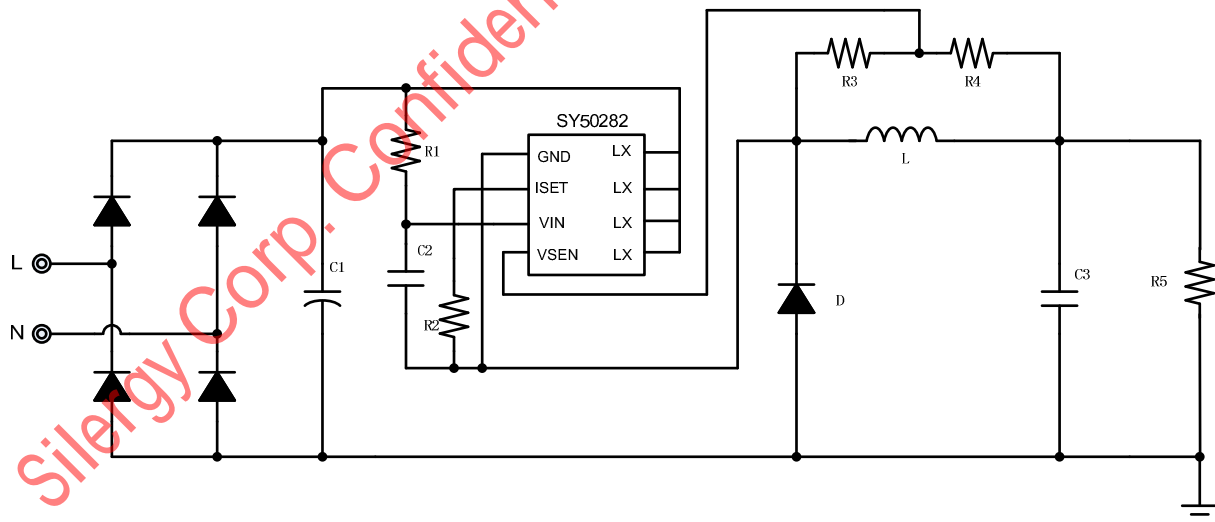 Silergy Corp. Confiden
SY50282
GND
LX
ISET
LX
VIN
LX
VSEN
LX
R1
R2
R3
R4
R5
C1
C2
C3
D
L
L
N